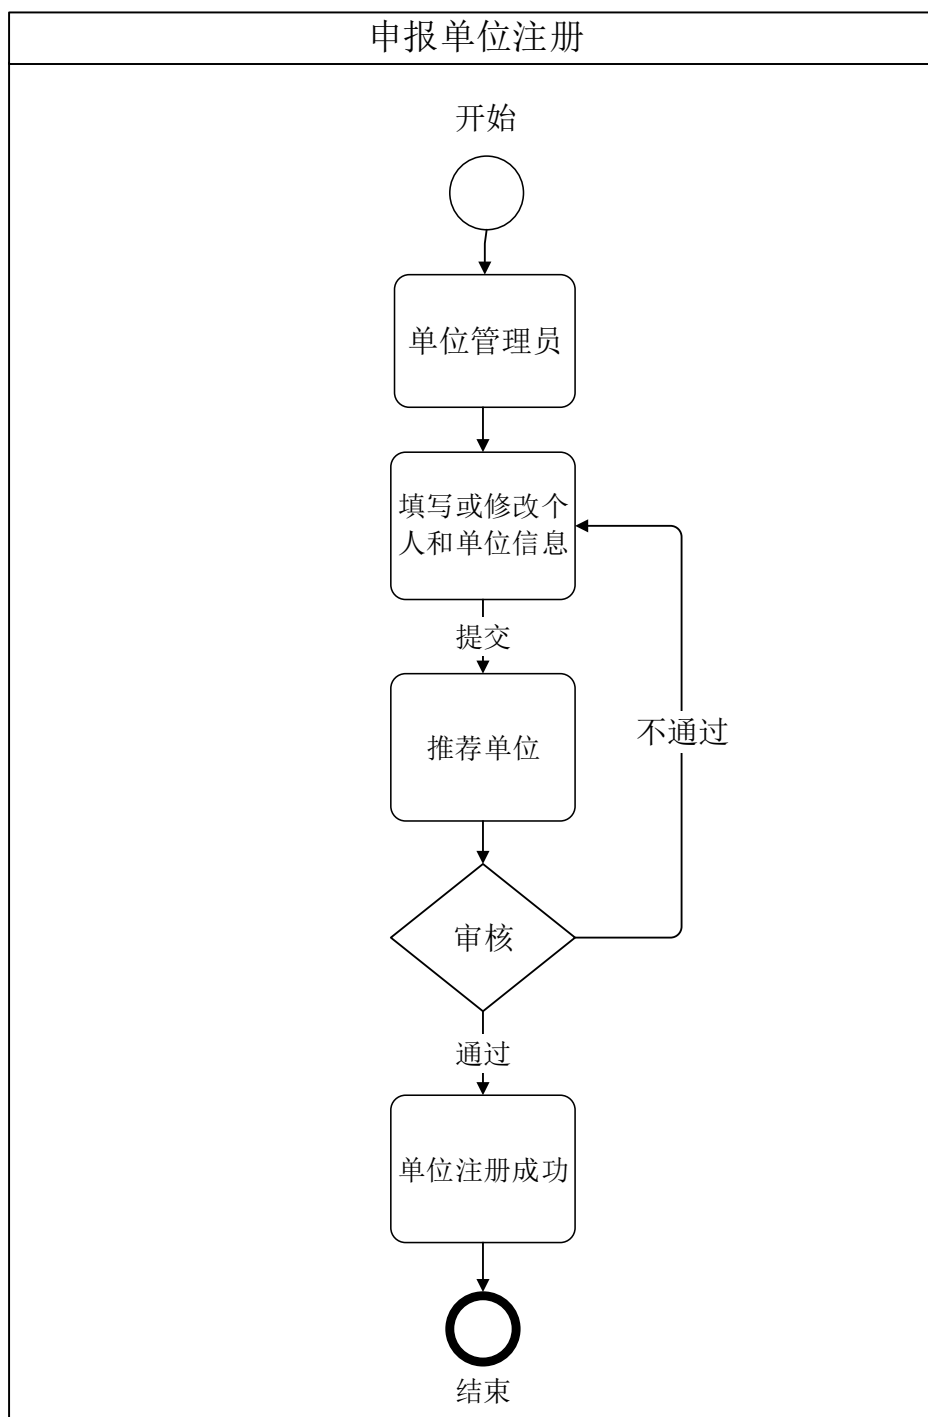 申报单位注册
开始
单位管理员
填写或修改个
人和单位信息
提交
推荐单位
不通过
审核
通过
单位注册成功
结束